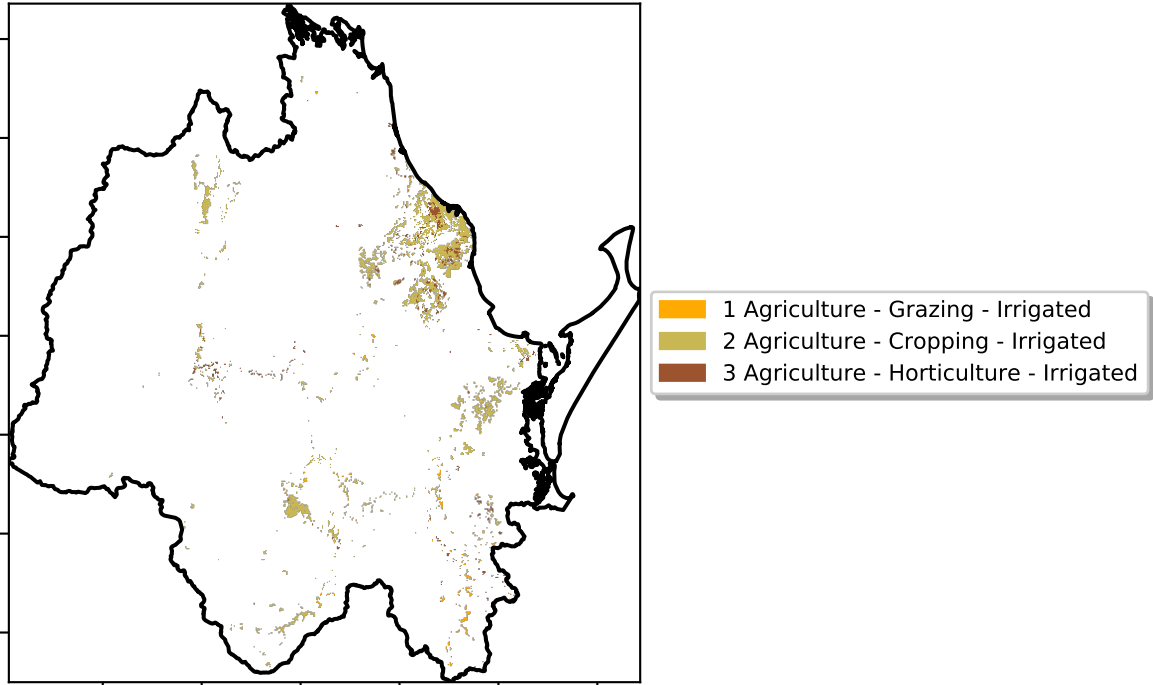 1 Agriculture - Grazing - Irrigated
2 Agriculture - Cropping - Irrigated
3 Agriculture - Horticulture - Irrigated